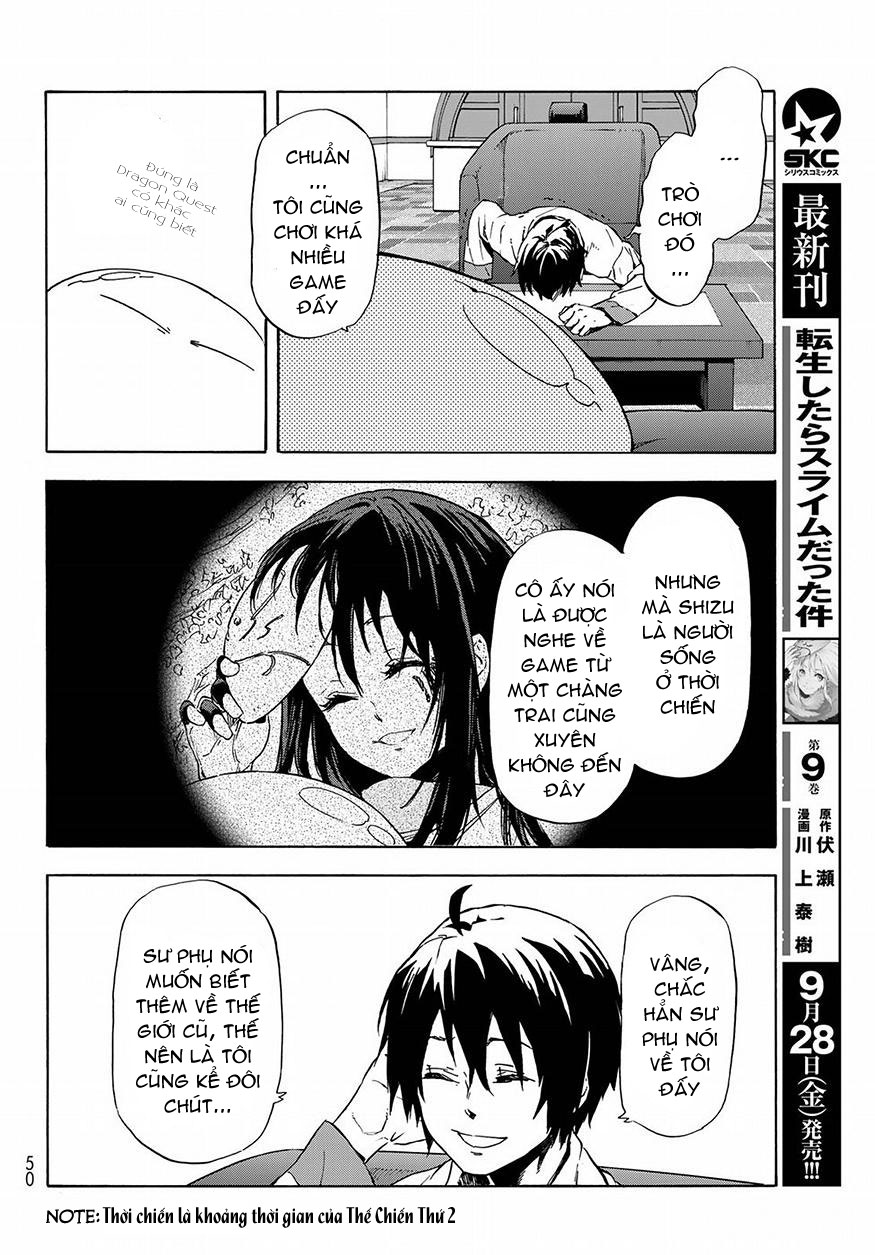 ...
TRÒ
CHƠI
ĐÓ
...
CHUẨN
...
TÔI CŨNG
CHƠI KHÁ
NHIỀU
GAME
ĐẤY
Đúng là
Dragon Quest
có khác
ai cũng biết
NHƯNG
MÀ SHIZU
LÀ NGƯỜI
SỐNG
Ở THỜI
CHIẾN
CÔ ẤY NÓI
LÀ ĐƯỢC
NGHE VỀ
GAME TỪ
MỘT CHÀNG
TRAI CŨNG
XUYÊN
KHÔNG ĐẾN
ĐÂY
VÂNG,
CHẮC
HẲN SƯ
PHỤ NÓI
VỀ TÔI
ĐẤY
SƯ PHỤ NÓI
MUỐN BIẾT
THÊM VỀ THẾ
GIỚI CŨ, THẾ
NÊN LÀ TÔI
CŨNG KỂ ĐÔI
CHÚT...
50
NOTE: Thời chiến là khoảng thời gian của Thế Chiến Thứ 2
SKC
シリウスコミックス
最新刊
転生したらスライムだった件
第9巻
原作 伏瀬
漫画 川上泰樹
9月28日(金)発売!!!